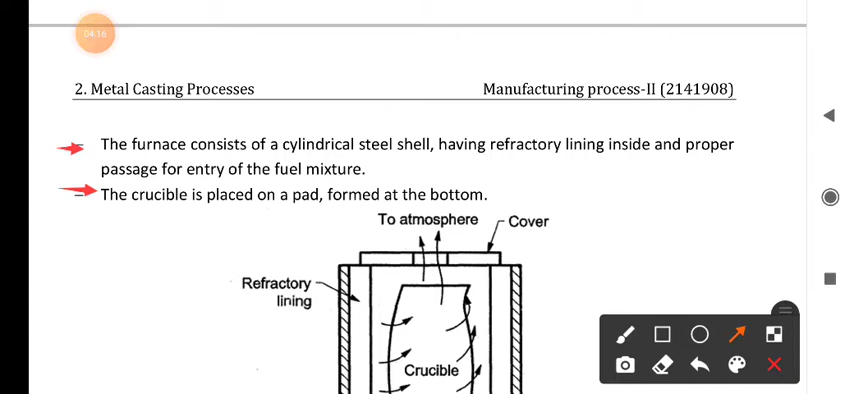 04:16
2. Metal Casting Processes Manufacturing process-II (2141908)
– The furnace consists of a cylindrical steel shell, having refractory lining inside and proper
passage for entry of the fuel mixture.
– The crucible is placed on a pad, formed at the bottom.
To atmosphere Cover
Refractory
lining
Crucible